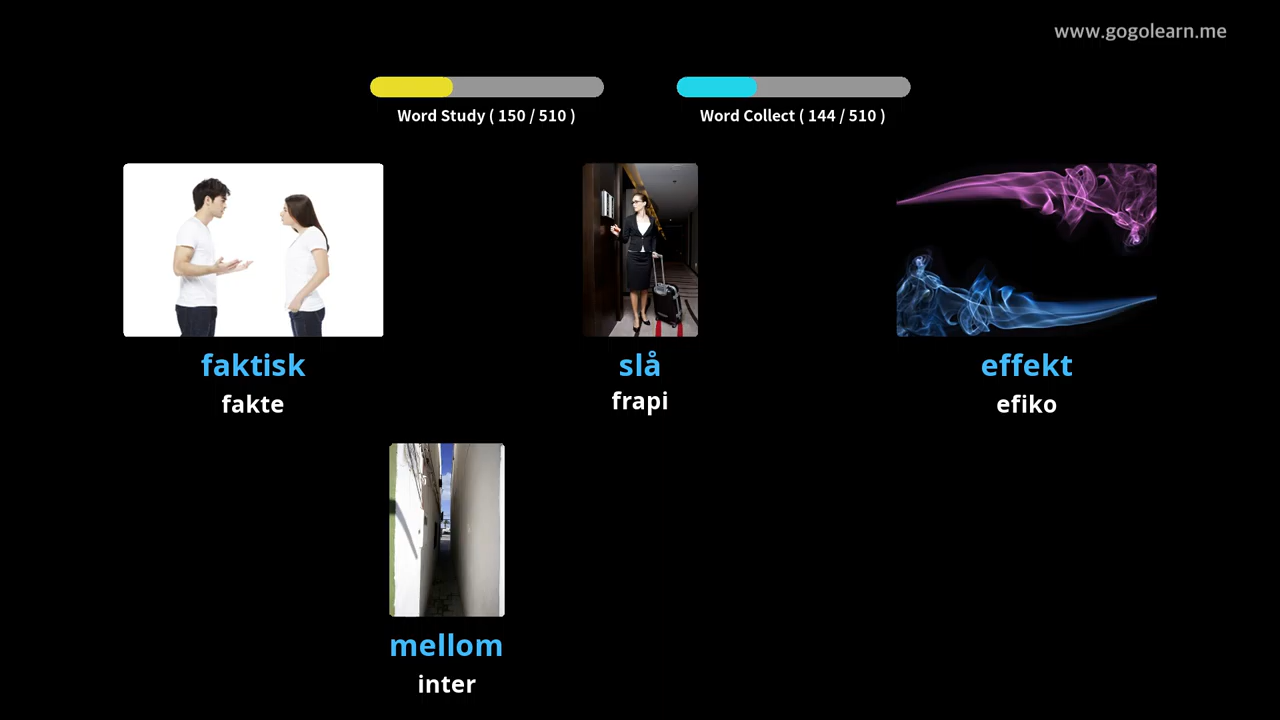 www.gogolearn.me
Word Study ( 150 / 510 )
Word Collect ( 144 / 510 )
faktisk
fakte
slå
frapi
effekt
efiko
mellom
inter